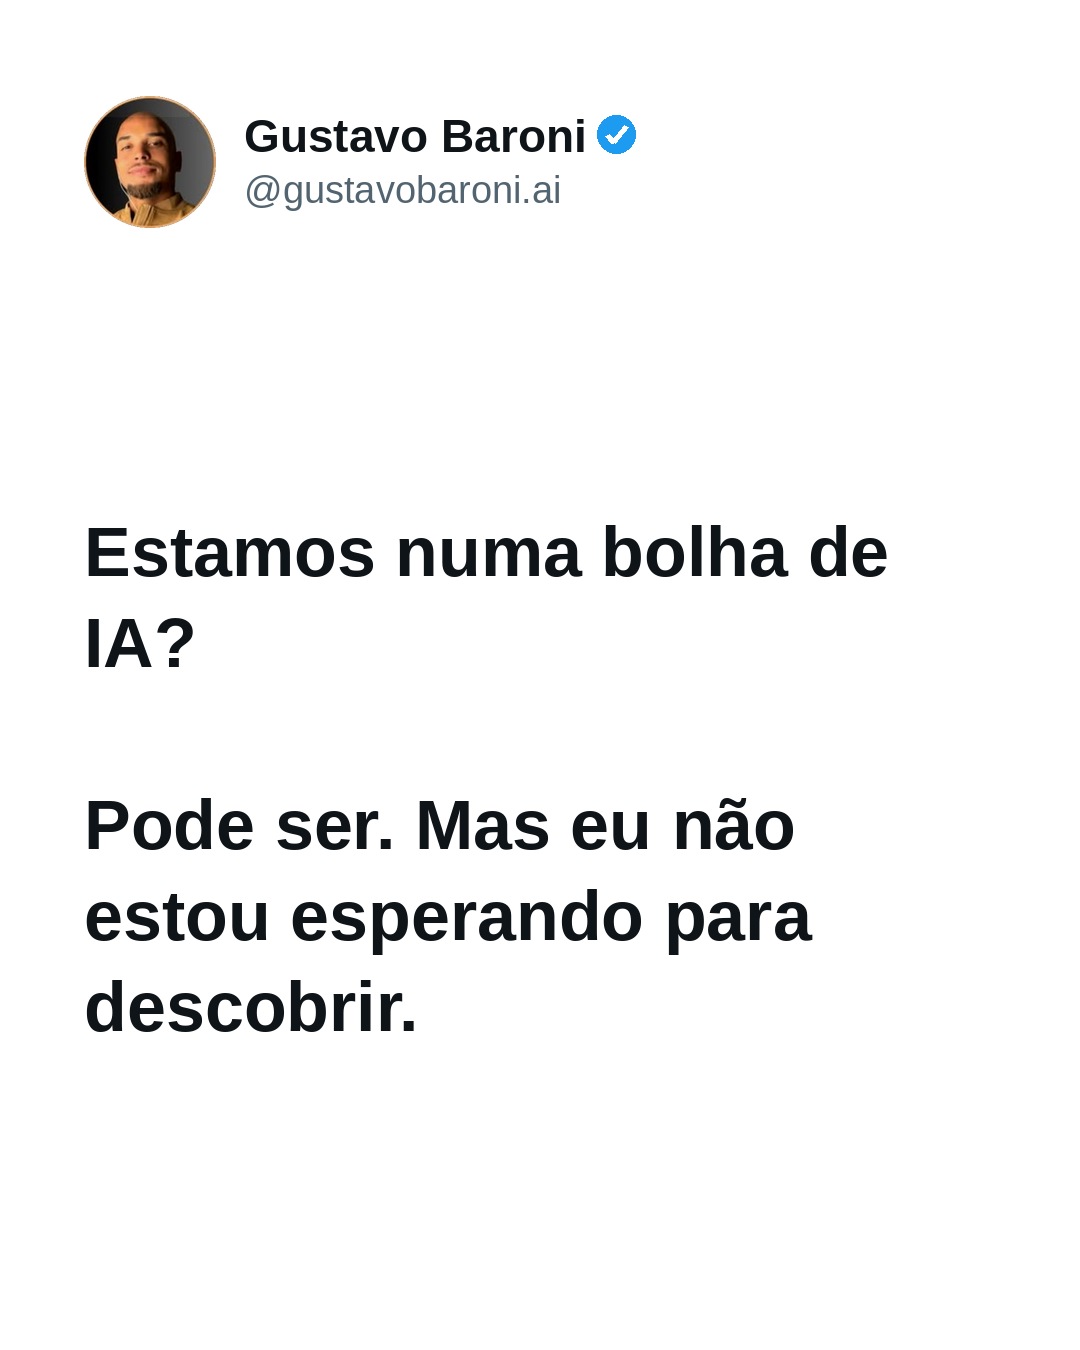 Gustavo Baroni
@gustavobaroni.ai
Estamos numa bolha de
IA?
Pode ser. Mas eu não
estou esperando para
descobrir.